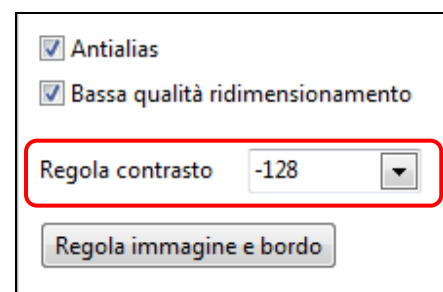 Antialias
Bassa qualità ridimensionamento
Regola contrasto -128
Regola immagine e bordo